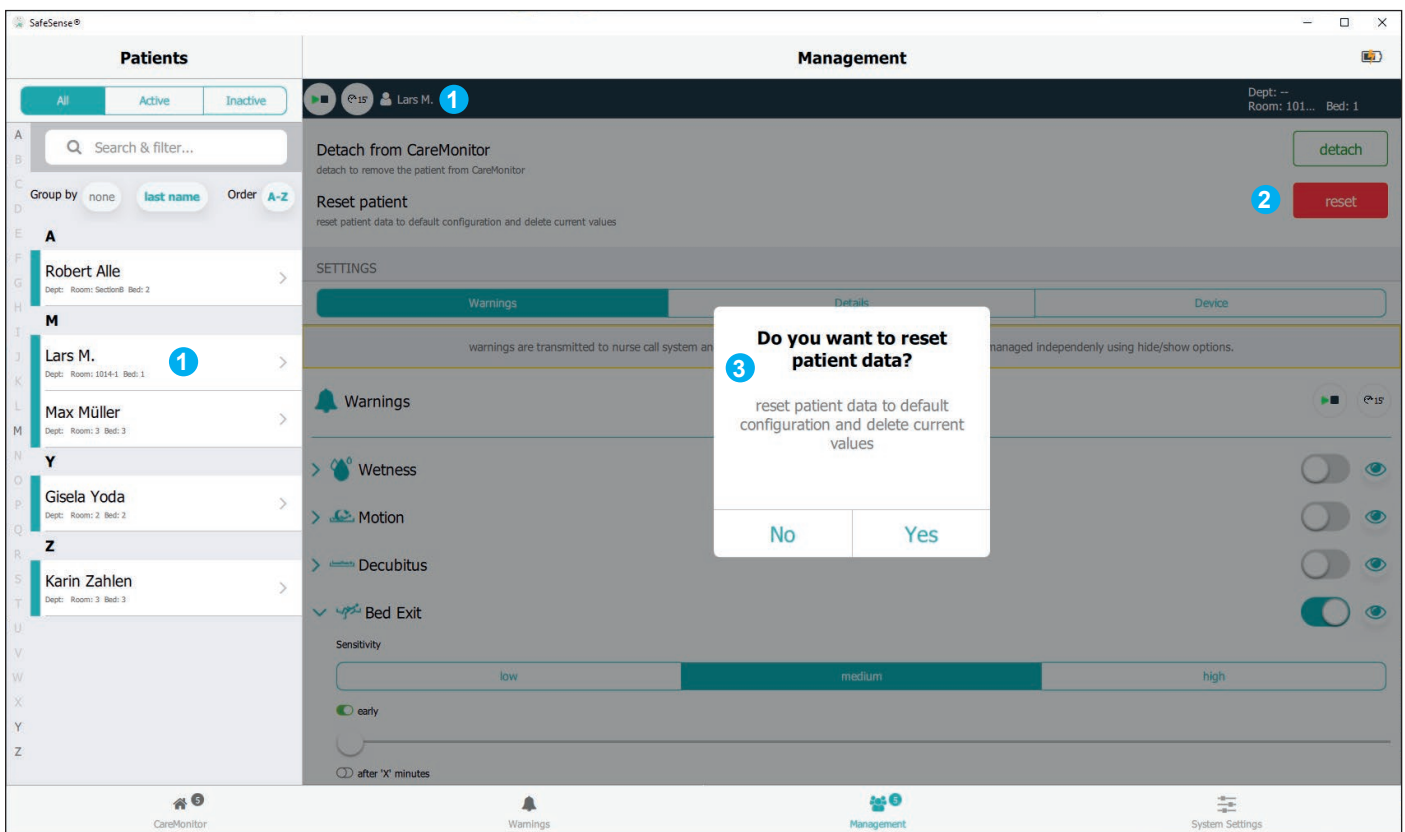 SafeSense®
Patients
Management
All Active Inactive
1
Lars M. 1
Dept: --
Room: 101... Bed: 1
Search & filter...
Group by none last name Order A-Z
A
B
C
D
E
F
G
H
I
J
K
L
M
N
O
P
Q
R
S
T
U
V
W
X
Y
Z
A
Robert Alle
Dept: Room: SectionB Bed: 2
M
Lars M.
Dept: Room: 1014-1 Bed: 1
Max Müller
Dept: Room: 3 Bed: 3
Y
Gisela Yoda
Dept: Room: 2 Bed: 2
Z
Karin Zahlen
Dept: Room: 3 Bed: 3
15'
Detach from CareMonitor
detach to remove the patient from CareMonitor
detach
Reset patient
reset patient data to default configuration and delete current values
2 reset
SETTINGS
Warnings Details Device
warnings are transmitted to nurse call system an managed independenly using hide/show options.
3
Do you want to reset
patient data?
reset patient data to default
configuration and delete current
values
No Yes
Warnings
15'
Wetness
Motion
Decubitus
Bed Exit
Sensitivity
low medium high
early
after 'X' minutes
5
CareMonitor
Warnings
5
Management
System Settings